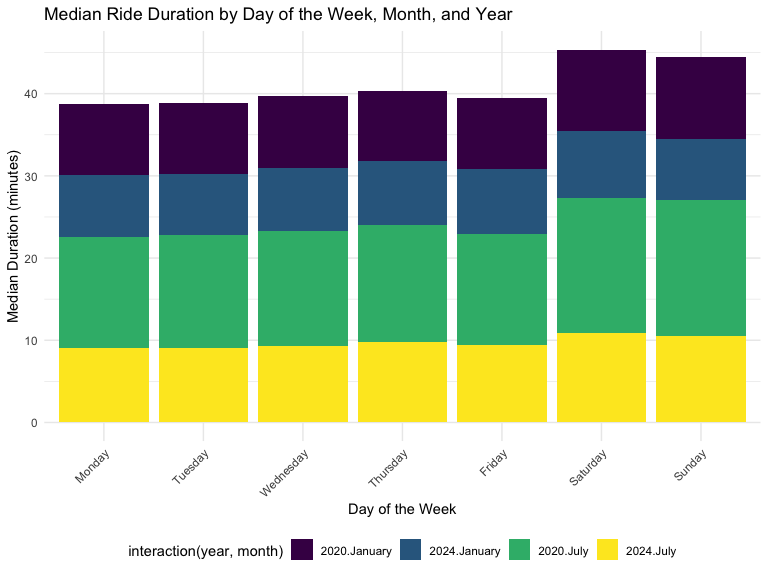 Median Ride Duration by Day of the Week, Month, and Year
Median Duration (minutes)
40
30
20
10
0
Monday
Tuesday
Wednesday
Thursday
Friday
Saturday
Sunday
Day of the Week
interaction(year, month) 2020.January 2024.January 2020.July 2024.July